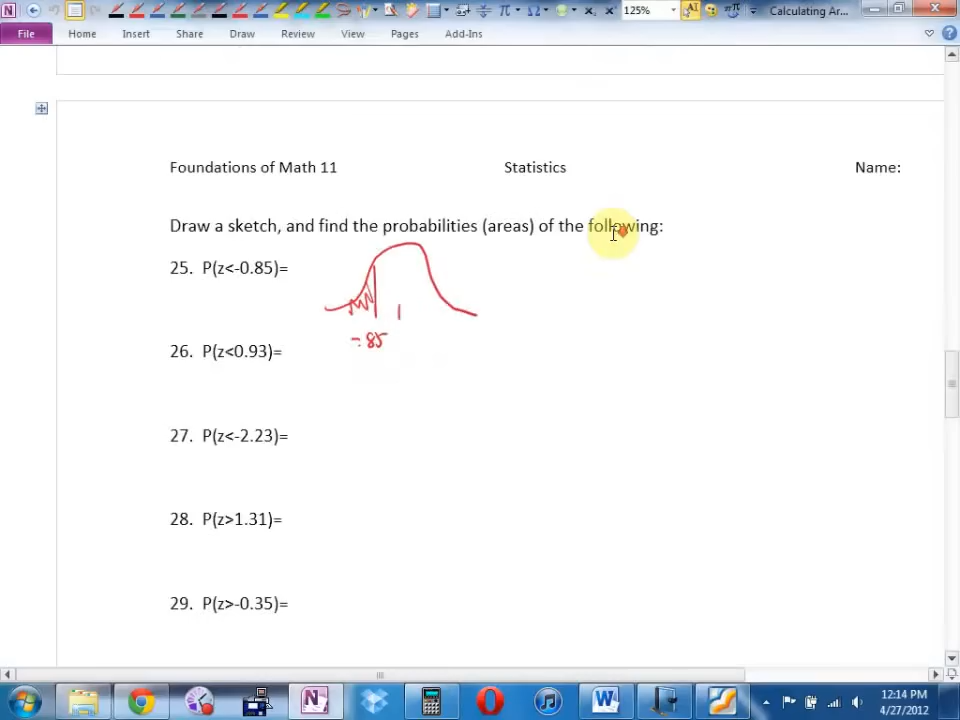 125%
Calculating Ar...
File Home Insert Share Draw Review View Pages Add-Ins
Foundations of Math 11 Statistics Name:
Draw a sketch, and find the probabilities (areas) of the following:
25. P(z<-0.85)=
-.85
26. P(z<0.93)=
27. P(z<-2.23)=
28. P(z>1.31)=
29. P(z>-0.35)=
12:14 PM
4/27/2012